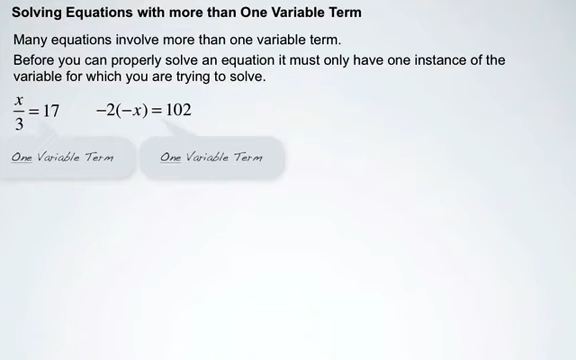 Solving Equations with more than One Variable Term
Many equations involve more than one variable term.
Before you can properly solve an equation it must only have one instance of the
variable for which you are trying to solve.
x/3 = 17 −2(−x) = 102
One Variable Term One Variable Term